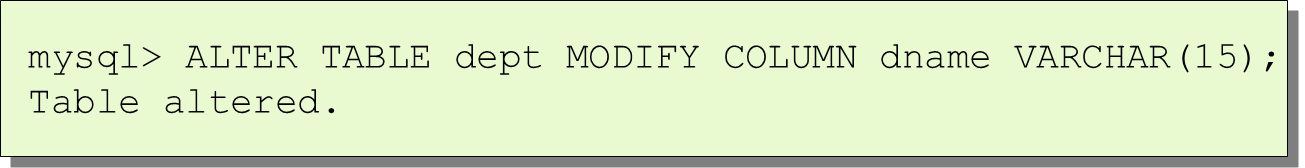 mysql> ALTER TABLE dept MODIFY COLUMN dname VARCHAR(15);
Table altered.